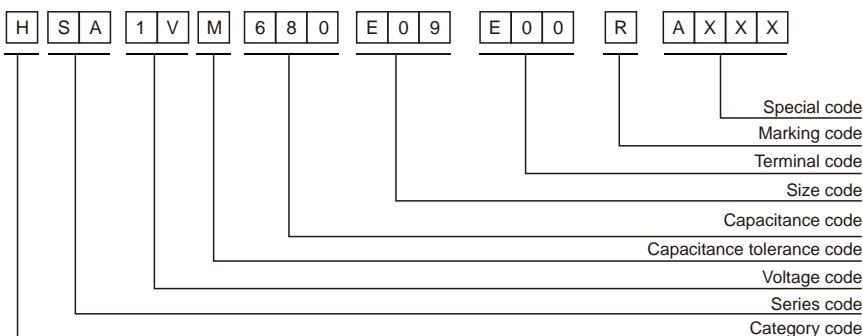 H S A 1 V M 6 8 0 E 0 9 E 0 0 R A X X X
Special code
Marking code
Terminal code
Size code
Capacitance code
Capacitance tolerance code
Voltage code
Series code
Category code